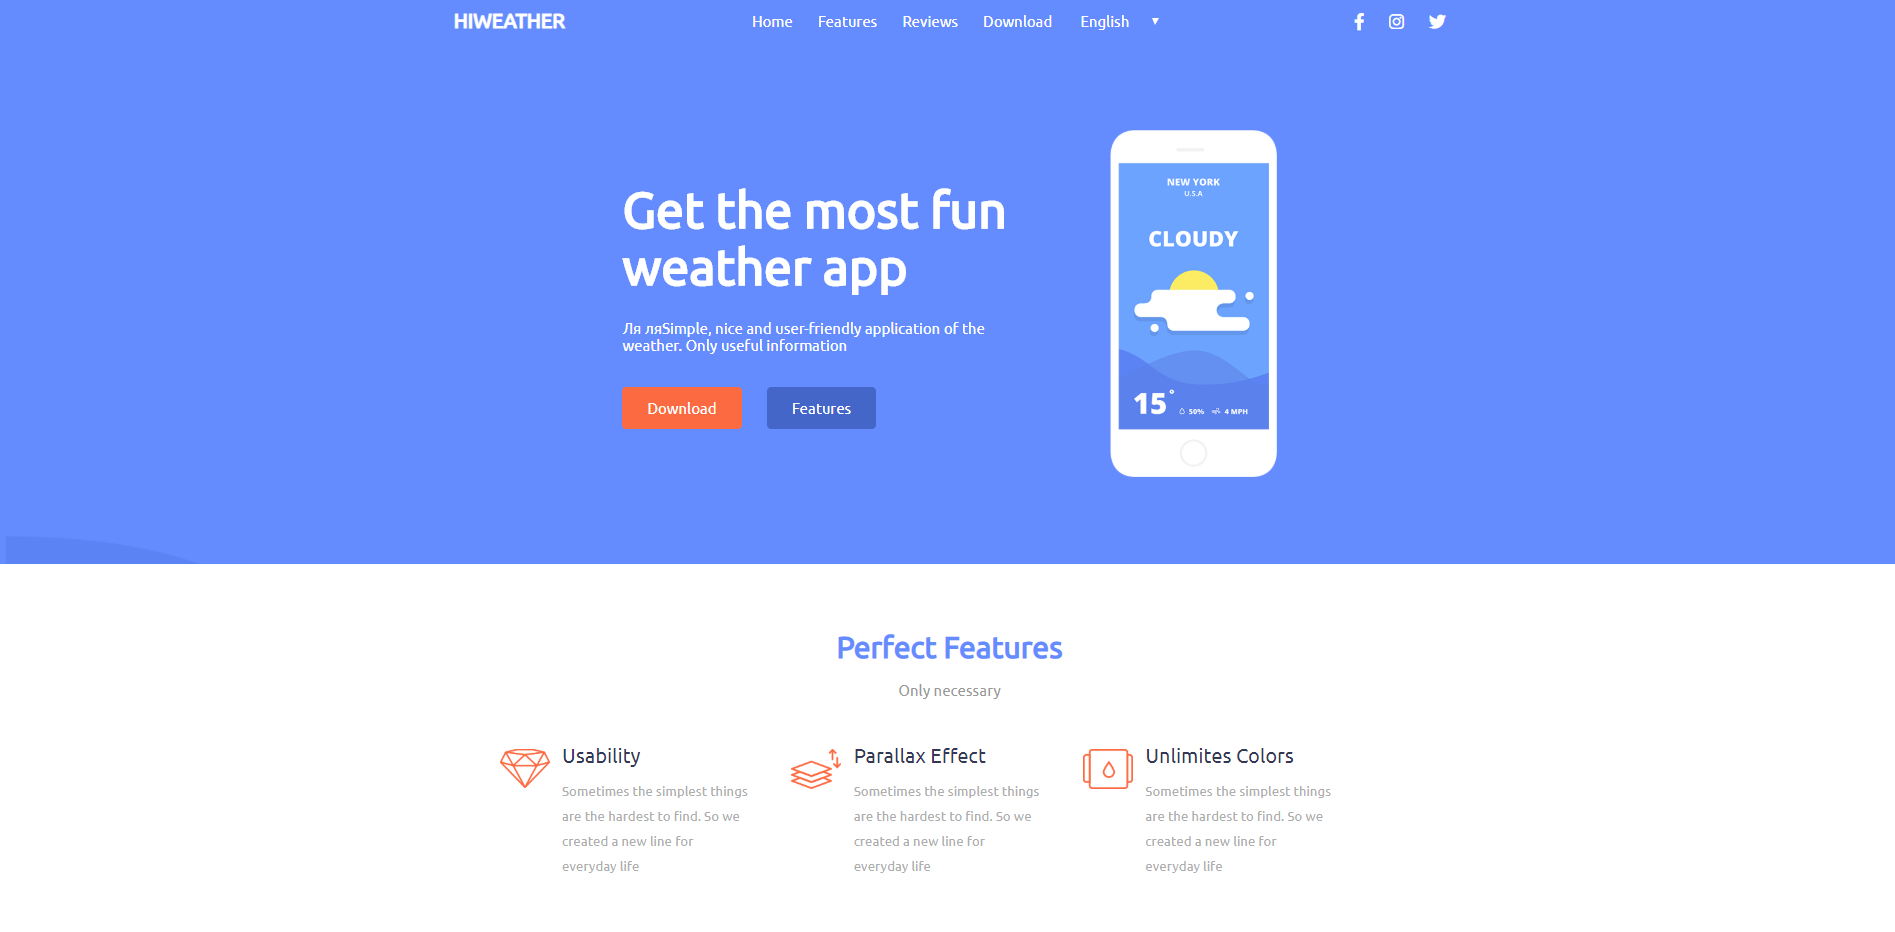 HIWEATHER
Home Features Reviews Download English
Get the most fun
weather app
Ля ляSimple, nice and user-friendly application of the
weather. Only useful information
Download Features
NEW YORK
U.S.A
CLOUDY
15° 50% 4 MPH
Perfect Features
Only necessary
Usability
Sometimes the simplest things
are the hardest to find. So we
created a new line for
everyday life
Parallax Effect
Sometimes the simplest things
are the hardest to find. So we
created a new line for
everyday life
Unlimites Colors
Sometimes the simplest things
are the hardest to find. So we
created a new line for
everyday life